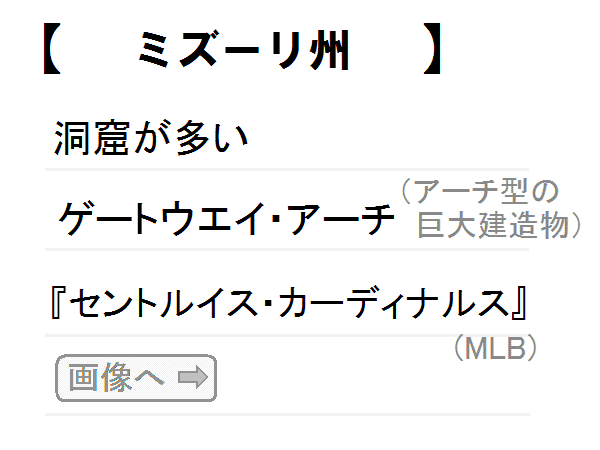 【 ミズーリ州 】
洞窟が多い
ゲートウエイ・アーチ（アーチ型の
巨大建造物）
『セントルイス・カーディナルス』
（MLB）
画像へ ⇨